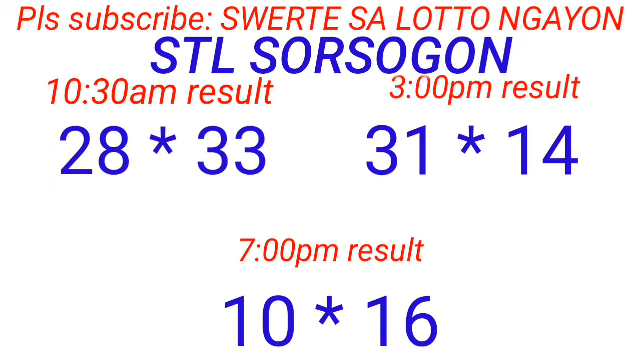 Pls subscribe: SWERTE SA LOTTO NGAYON
STL SORSOGON
10:30am result
28 * 33
3:00pm result
31 * 14
7:00pm result
10 * 16